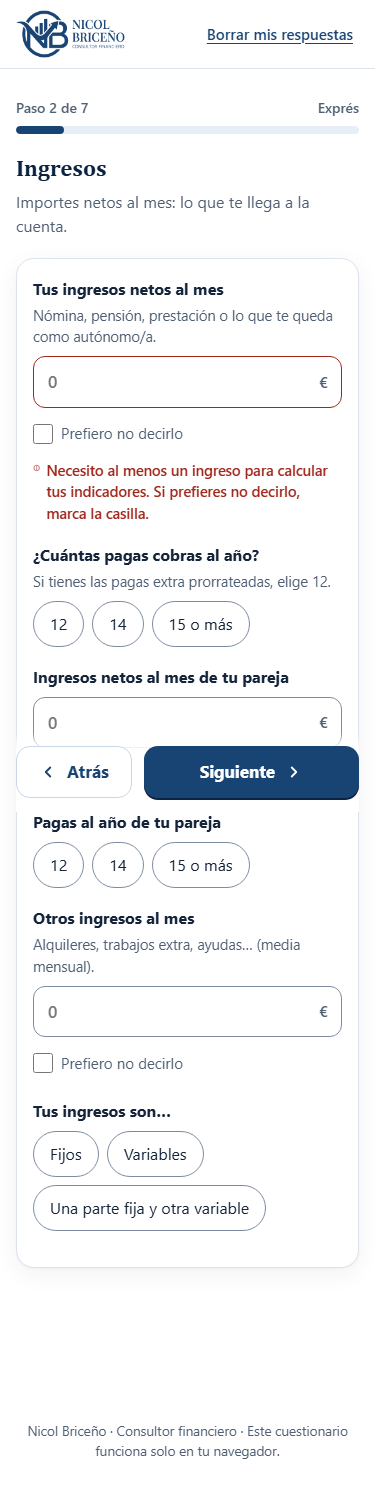 NICOL
BRICEÑO
CONSULTOR FINANCIERO
Borrar mis respuestas
Paso 2 de 7
Exprés
Ingresos
Importes netos al mes: lo que te llega a la
cuenta.
Tus ingresos netos al mes
Nómina, pensión, prestación o lo que te queda
como autónomo/a.
0 €
Prefiero no decirlo
Necesito al menos un ingreso para calcular
tus indicadores. Si prefieres no decirlo,
marca la casilla.
¿Cuántas pagas cobras al año?
Si tienes las pagas extra prorrateadas, elige 12.
12 14 15 o más
Ingresos netos al mes de tu pareja
0 €
Atrás Siguiente
Pagas al año de tu pareja
12 14 15 o más
Otros ingresos al mes
Alquileres, trabajos extra, ayudas... (media
mensual).
0 €
Prefiero no decirlo
Tus ingresos son...
Fijos Variables
Una parte fija y otra variable
Nicol Briceño · Consultor financiero · Este cuestionario
funciona solo en tu navegador.